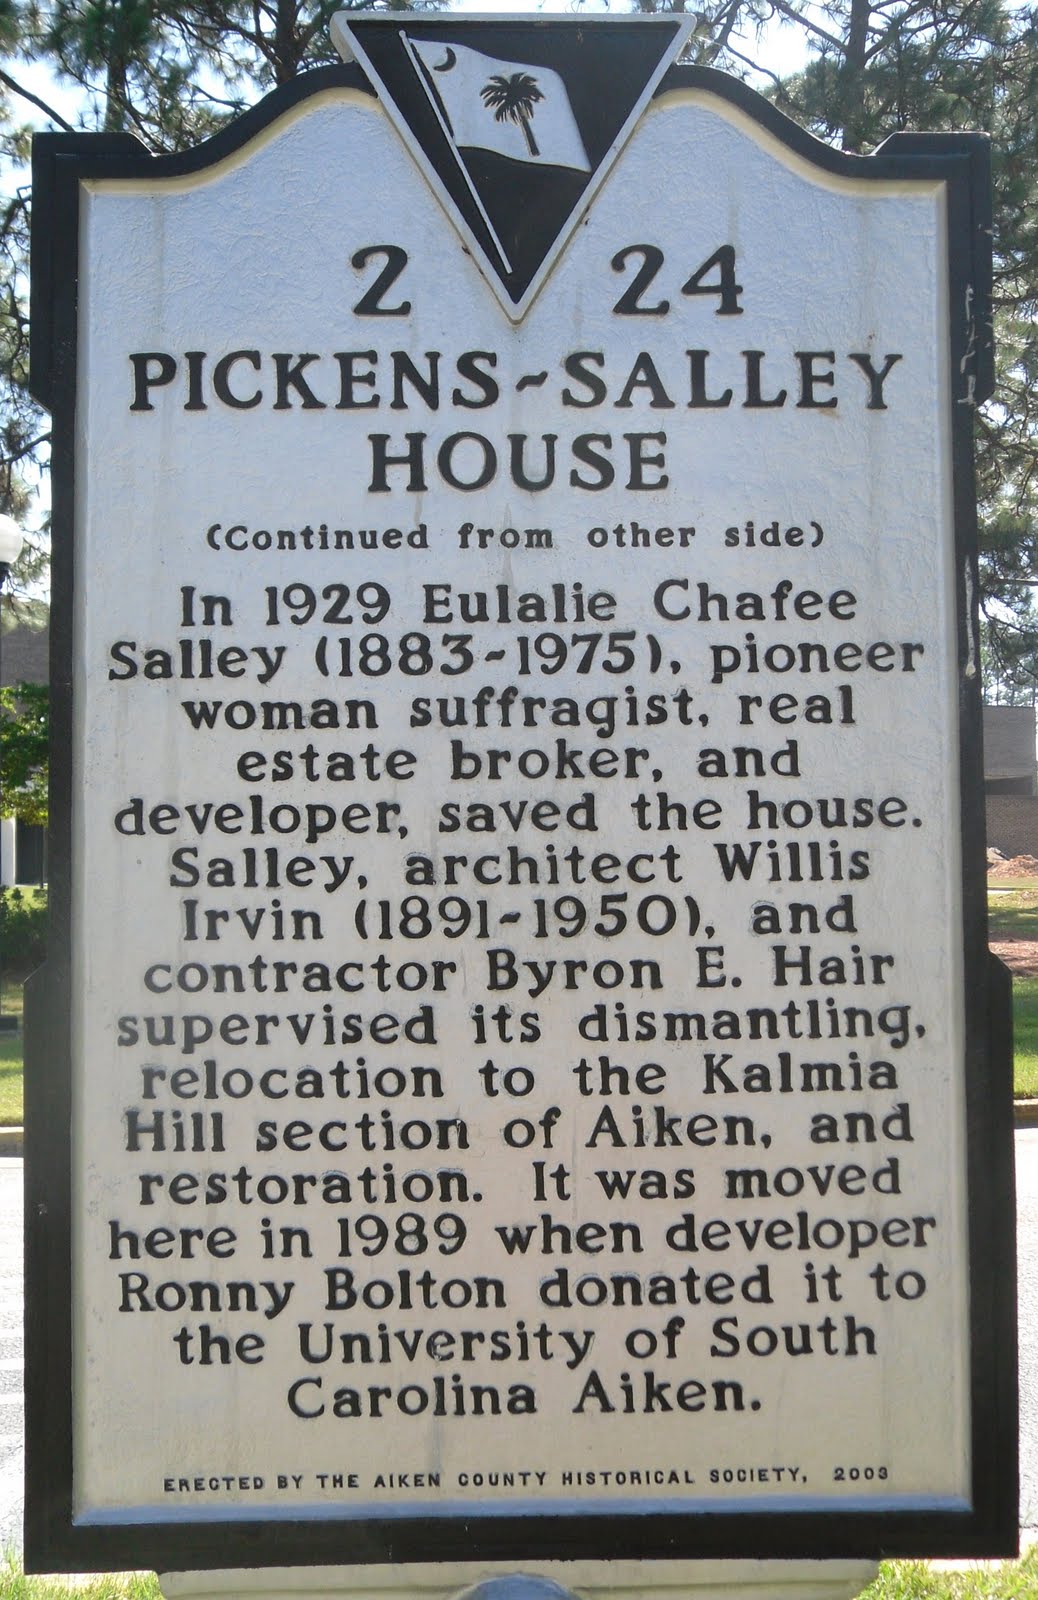 2 24
PICKENS~SALLEY
HOUSE
(Continued from other side)
In 1929 Eulalie Chafee
Salley (1883~1975), pioneer
woman suffragist, real
estate broker, and
developer, saved the house.
Salley, architect Willis
Irvin (1891~1950), and
contractor Byron E. Hair
supervised its dismantling,
relocation to the Kalmia
Hill section of Aiken, and
restoration. It was moved
here in 1989 when developer
Ronny Bolton donated it to
the University of South
Carolina Aiken.
ERECTED BY THE AIKEN COUNTY HISTORICAL SOCIETY, 2003